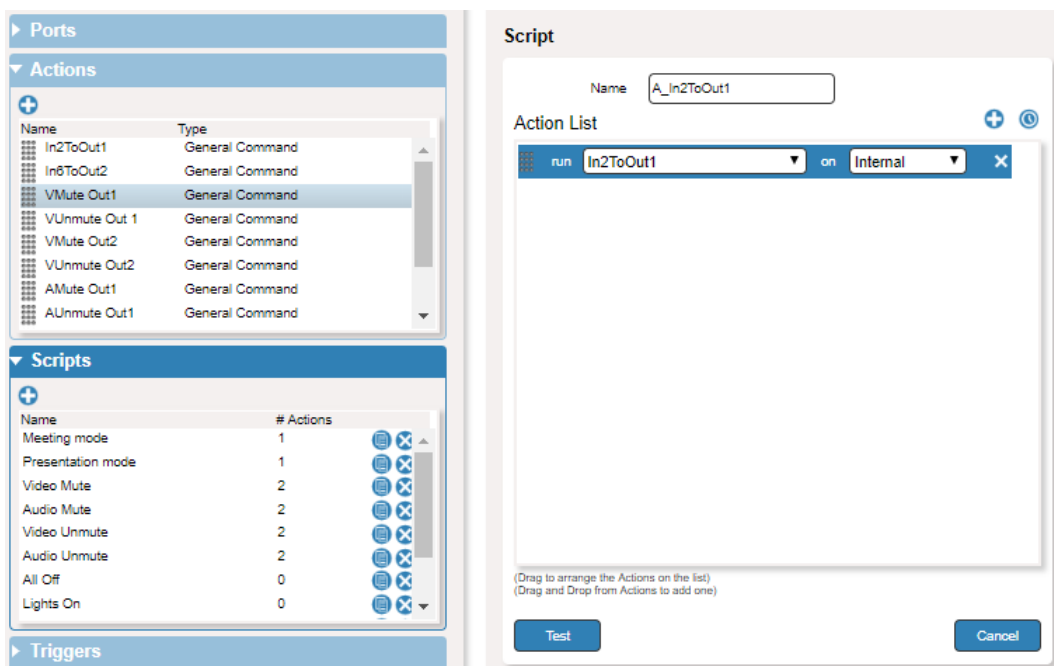 Ports
Actions
Name Type
In2ToOut1 General Command
In6ToOut2 General Command
VMute Out1 General Command
VUnmute Out 1 General Command
VMute Out2 General Command
VUnmute Out2 General Command
AMute Out1 General Command
AUnmute Out1 General Command
Scripts
Name # Actions
Meeting mode 1
Presentation mode 1
Video Mute 2
Audio Mute 2
Video Unmute 2
Audio Unmute 2
All Off 0
Lights On 0
Triggers
Script
Name A_In2ToOut1
Action List
run In2ToOut1 on Internal
(Drag to arrange the Actions on the list)
(Drag and Drop from Actions to add one)
Test Cancel